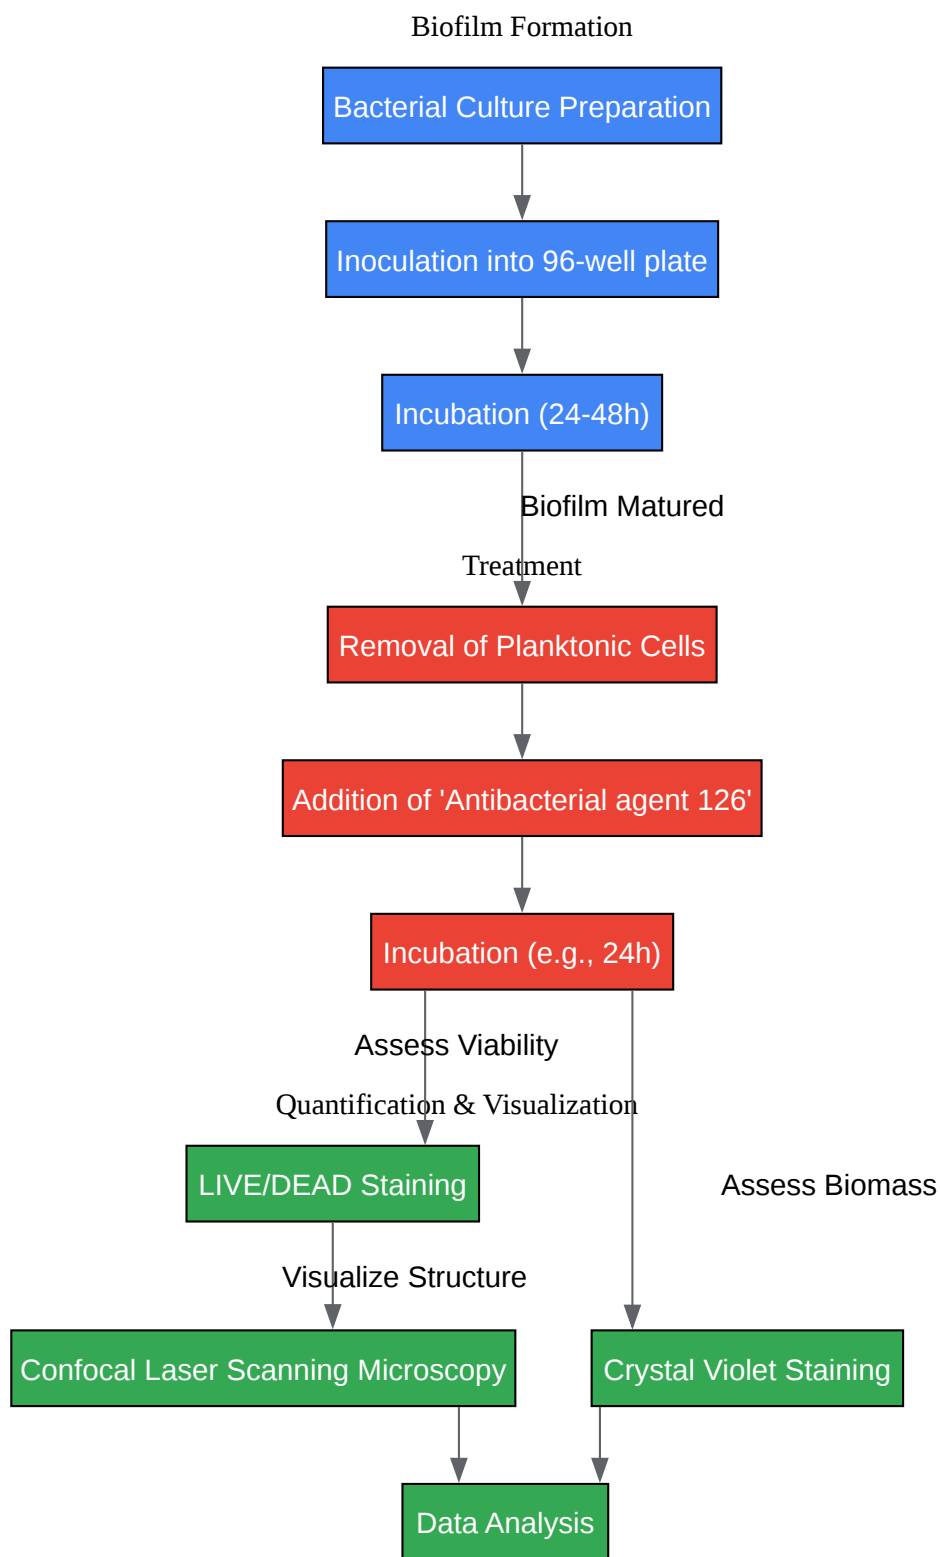 Biofilm Formation
Bacterial Culture Preparation
Inoculation into 96-well plate
Incubation (24-48h)
Biofilm Matured
Treatment
Removal of Planktonic Cells
Addition of 'Antibacterial agent 126'
Incubation (e.g., 24h)
Assess Viability
Quantification & Visualization
LIVE/DEAD Staining
Assess Biomass
Visualize Structure
Confocal Laser Scanning Microscopy
Crystal Violet Staining
Data Analysis